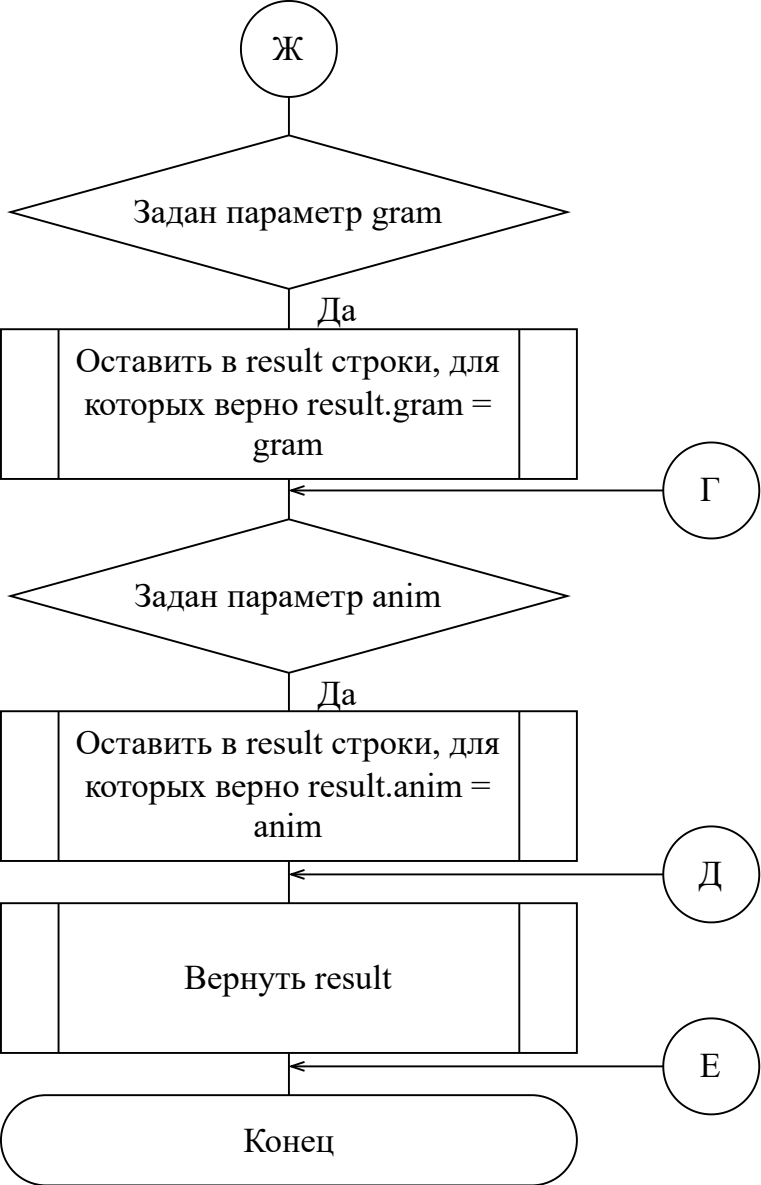 Ж
Задан параметр gram
Да
Оставить в result строки, для
которых верно result.gram =
gram
Г
Задан параметр anim
Да
Оставить в result строки, для
которых верно result.anim =
anim
Д
Вернуть result
Е
Конец